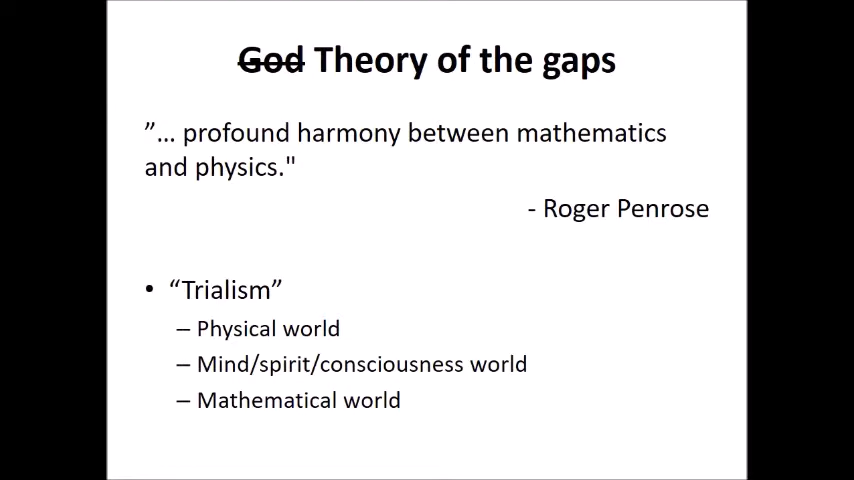 God Theory of the gaps
”... profound harmony between mathematics
and physics."
- Roger Penrose
• “Trialism”
– Physical world
– Mind/spirit/consciousness world
– Mathematical world